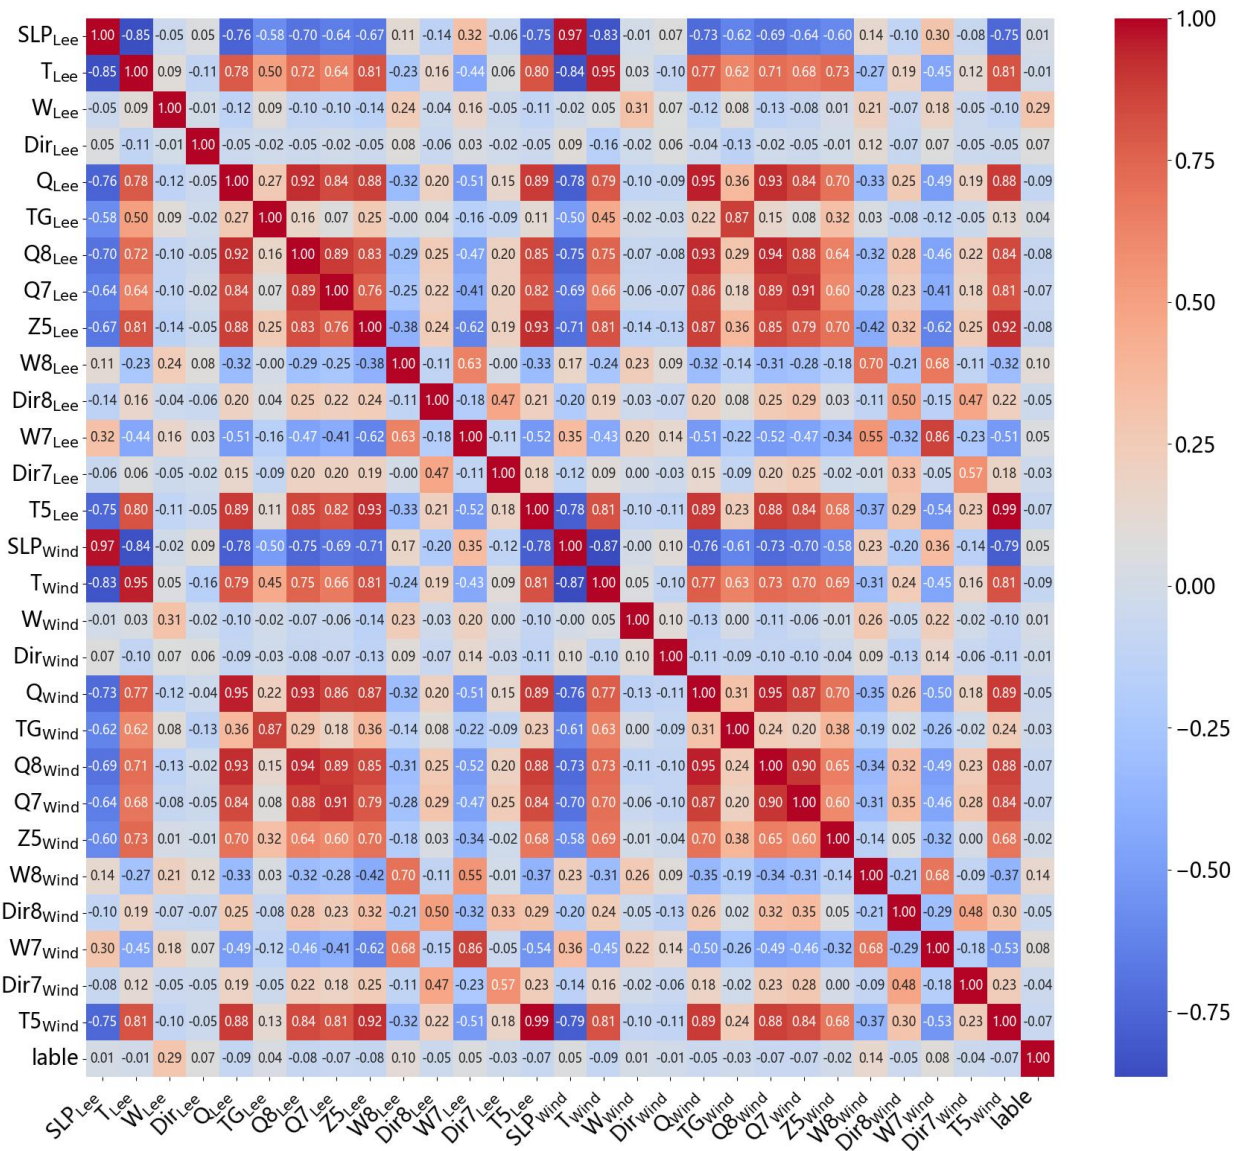 SLP_Lee 1.00 -0.85 -0.05 0.05 -0.76 -0.58 -0.70 -0.64 -0.67 0.11 -0.14 0.32 -0.06 -0.75 0.97 -0.83 -0.01 0.07 -0.73 -0.62 -0.69 -0.64 -0.60 0.14 -0.10 0.30 -0.08 -0.75 0.01
T_Lee -0.85 1.00 0.09 -0.11 0.78 0.50 0.72 0.64 0.81 -0.23 0.16 -0.44 0.06 0.80 -0.84 0.95 0.03 -0.10 0.77 0.62 0.71 0.68 0.73 -0.27 0.19 -0.45 0.12 0.81 -0.01
W_Lee -0.05 0.09 1.00 -0.01 -0.12 0.09 -0.10 -0.10 -0.14 0.24 -0.04 0.16 -0.05 -0.11 -0.02 0.05 0.31 0.07 -0.12 0.08 -0.13 -0.08 0.01 0.21 -0.07 0.18 -0.05 -0.10 0.29
Dir_Lee 0.05 -0.11 -0.01 1.00 -0.05 -0.02 -0.05 -0.02 -0.05 0.08 -0.06 0.03 -0.02 -0.05 0.09 -0.16 -0.02 0.06 -0.04 -0.13 -0.02 -0.05 -0.01 0.12 -0.07 0.07 -0.05 -0.05 0.07
Q_Lee -0.76 0.78 -0.12 -0.05 1.00 0.27 0.92 0.84 0.88 -0.32 0.20 -0.51 0.15 0.89 -0.78 0.79 -0.10 -0.09 0.95 0.36 0.93 0.84 0.70 -0.33 0.25 -0.49 0.19 0.88 -0.09
TG_Lee -0.58 0.50 0.09 -0.02 0.27 1.00 0.16 0.07 0.25 -0.00 0.04 -0.16 -0.09 0.11 -0.50 0.45 -0.02 -0.03 0.22 0.87 0.15 0.08 0.32 0.03 -0.08 -0.12 -0.05 0.13 0.04
Q8_Lee -0.70 0.72 -0.10 -0.05 0.92 0.16 1.00 0.89 0.83 -0.29 0.25 -0.47 0.20 0.85 -0.75 0.75 -0.07 -0.08 0.93 0.29 0.94 0.88 0.64 -0.32 0.28 -0.46 0.22 0.84 -0.08
Q7_Lee -0.64 0.64 -0.10 -0.02 0.84 0.07 0.89 1.00 0.76 -0.25 0.22 -0.41 0.20 0.82 -0.69 0.66 -0.06 -0.07 0.86 0.18 0.89 0.91 0.60 -0.28 0.23 -0.41 0.18 0.81 -0.07
Z5_Lee -0.67 0.81 -0.14 -0.05 0.88 0.25 0.83 0.76 1.00 -0.38 0.24 -0.62 0.19 0.93 -0.71 0.81 -0.14 -0.13 0.87 0.36 0.85 0.79 0.70 -0.42 0.32 -0.62 0.25 0.92 -0.08
W8_Lee 0.11 -0.23 0.24 0.08 -0.32 -0.00 -0.29 -0.25 -0.38 1.00 -0.11 0.63 -0.00 -0.33 0.17 -0.24 0.23 0.09 -0.32 -0.14 -0.31 -0.28 -0.18 0.70 -0.21 0.68 -0.11 -0.32 0.10
Dir8_Lee -0.14 0.16 -0.04 -0.06 0.20 0.04 0.25 0.22 0.24 -0.11 1.00 -0.18 0.47 0.21 -0.20 0.19 -0.03 -0.07 0.20 0.08 0.25 0.29 0.03 -0.11 0.50 -0.15 0.47 0.22 -0.05
W7_Lee 0.32 -0.44 0.16 0.03 -0.51 -0.16 -0.47 -0.41 -0.62 0.63 -0.18 1.00 -0.11 -0.52 0.35 -0.43 0.20 0.14 -0.51 -0.22 -0.52 -0.47 -0.34 0.55 -0.32 0.86 -0.23 -0.51 0.05
Dir7_Lee -0.06 0.06 -0.05 -0.02 0.15 -0.09 0.20 0.20 0.19 -0.00 0.47 -0.11 1.00 0.18 -0.12 0.09 0.00 -0.03 0.15 -0.09 0.20 0.25 -0.02 -0.01 0.33 -0.05 0.57 0.18 -0.03
T5_Lee -0.75 0.80 -0.11 -0.05 0.89 0.11 0.85 0.82 0.93 -0.33 0.21 -0.52 0.18 1.00 -0.78 0.81 -0.10 -0.11 0.89 0.23 0.88 0.84 0.68 -0.37 0.29 -0.54 0.23 0.99 -0.07
SLP_Wind 0.97 -0.84 -0.02 0.09 -0.78 -0.50 -0.75 -0.69 -0.71 0.17 -0.20 0.35 -0.12 -0.78 1.00 -0.87 -0.00 0.10 -0.76 -0.61 -0.73 -0.70 -0.58 0.23 -0.20 0.36 -0.14 -0.79 0.05
T_Wind -0.83 0.95 0.05 -0.16 0.79 0.45 0.75 0.66 0.81 -0.24 0.19 -0.43 0.09 0.81 -0.87 1.00 0.05 -0.10 0.77 0.63 0.73 0.70 0.69 -0.31 0.24 -0.45 0.16 0.81 -0.09
W_Wind -0.01 0.03 0.31 -0.02 -0.10 -0.02 -0.07 -0.06 -0.14 0.23 -0.03 0.20 0.00 -0.10 -0.00 0.05 1.00 0.10 -0.13 0.00 -0.11 -0.06 -0.01 0.26 -0.05 0.22 -0.02 -0.10 0.01
Dir_Wind 0.07 -0.10 0.07 0.06 -0.09 -0.03 -0.08 -0.07 -0.13 0.09 -0.07 0.14 -0.03 -0.11 0.10 -0.10 0.10 1.00 -0.11 -0.09 -0.10 -0.10 -0.04 0.09 -0.13 0.14 -0.06 -0.11 -0.01
Q_Wind -0.73 0.77 -0.12 -0.04 0.95 0.22 0.93 0.86 0.87 -0.32 0.20 -0.51 0.15 0.89 -0.76 0.77 -0.13 -0.11 1.00 0.31 0.95 0.87 0.70 -0.35 0.26 -0.50 0.18 0.89 -0.05
TG_Wind -0.62 0.62 0.08 -0.13 0.36 0.87 0.29 0.18 0.36 -0.14 0.08 -0.22 -0.09 0.23 -0.61 0.63 0.00 -0.09 0.31 1.00 0.24 0.20 0.38 -0.19 0.02 -0.26 -0.02 0.24 -0.03
Q8_Wind -0.69 0.71 -0.13 -0.02 0.93 0.15 0.94 0.89 0.85 -0.31 0.25 -0.52 0.20 0.88 -0.73 0.73 -0.11 -0.10 0.95 0.24 1.00 0.90 0.65 -0.34 0.32 -0.49 0.23 0.88 -0.07
Q7_Wind -0.64 0.68 -0.08 -0.05 0.84 0.08 0.88 0.91 0.79 -0.28 0.29 -0.47 0.25 0.84 -0.70 0.70 -0.06 -0.10 0.87 0.20 0.90 1.00 0.60 -0.31 0.35 -0.46 0.28 0.84 -0.07
Z5_Wind -0.60 0.73 0.01 -0.01 0.70 0.32 0.64 0.60 0.70 -0.18 0.03 -0.34 -0.02 0.68 -0.58 0.69 -0.01 -0.04 0.70 0.38 0.65 0.60 1.00 -0.14 0.05 -0.32 0.00 0.68 -0.02
W8_Wind 0.14 -0.27 0.21 0.12 -0.33 0.03 -0.32 -0.28 -0.42 0.70 -0.11 0.55 -0.01 -0.37 0.23 -0.31 0.26 0.09 -0.35 -0.19 -0.34 -0.31 -0.14 1.00 -0.21 0.68 -0.09 -0.37 0.14
Dir8_Wind -0.10 0.19 -0.07 -0.07 0.25 -0.08 0.28 0.23 0.32 -0.21 0.50 -0.32 0.33 0.29 -0.20 0.24 -0.05 -0.13 0.26 0.02 0.32 0.35 0.05 -0.21 1.00 -0.29 0.48 0.30 -0.05
W7_Wind 0.30 -0.45 0.18 0.07 -0.49 -0.12 -0.46 -0.41 -0.62 0.68 -0.15 0.86 -0.05 -0.54 0.36 -0.45 0.22 0.14 -0.50 -0.26 -0.49 -0.46 -0.32 0.68 -0.29 1.00 -0.18 -0.53 0.08
Dir7_Wind -0.08 0.12 -0.05 -0.05 0.19 -0.05 0.22 0.18 0.25 -0.11 0.47 -0.23 0.57 0.23 -0.14 0.16 -0.02 -0.06 0.18 -0.02 0.23 0.28 0.00 -0.09 0.48 -0.18 1.00 0.23 -0.04
T5_Wind -0.75 0.81 -0.10 -0.05 0.88 0.13 0.84 0.81 0.92 -0.32 0.22 -0.51 0.18 0.99 -0.79 0.81 -0.10 -0.11 0.89 0.24 0.88 0.84 0.68 -0.37 0.30 -0.53 0.23 1.00 -0.07
lable 0.01 -0.01 0.29 0.07 -0.09 0.04 -0.08 -0.07 -0.08 0.10 -0.05 0.05 -0.03 -0.07 0.05 -0.09 0.01 -0.01 -0.05 -0.03 -0.07 -0.07 -0.02 0.14 -0.05 0.08 -0.04 -0.07 1.00
SLP_Lee T_Lee W_Lee Dir_Lee Q_Lee TG_Lee Q8_Lee Q7_Lee Z5_Lee W8_Lee Dir8_Lee W7_Lee Dir7_Lee T5_Lee SLP_Wind T_Wind W_Wind Dir_Wind Q_Wind TG_Wind Q8_Wind Q7_Wind Z5_Wind W8_Wind Dir8_Wind W7_Wind Dir7_Wind T5_Wind lable
1.00
0.75
0.50
0.25
0.00
−0.25
−0.50
−0.75